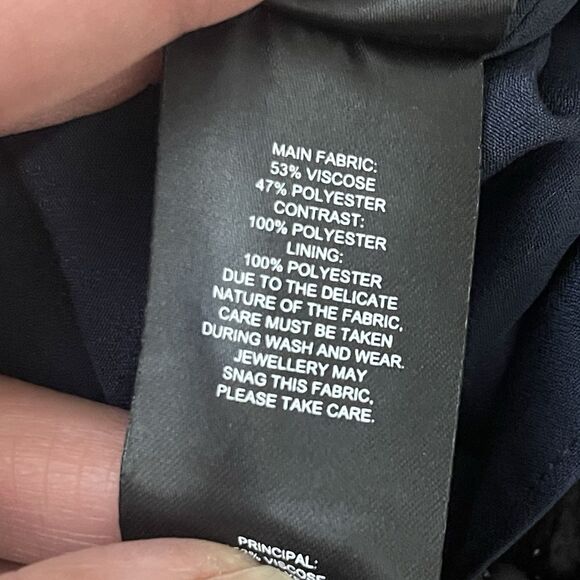 MAIN FABRIC:
53% VISCOSE
47% POLYESTER
CONTRAST:
100% POLYESTER
LINING:
100% POLYESTER
DUE TO THE DELICATE
NATURE OF THE FABRIC,
CARE MUST BE TAKEN
DURING WASH AND WEAR.
JEWELLERY MAY
SNAG THIS FABRIC,
PLEASE TAKE CARE.
PRINCIPAL:
VISCOSE